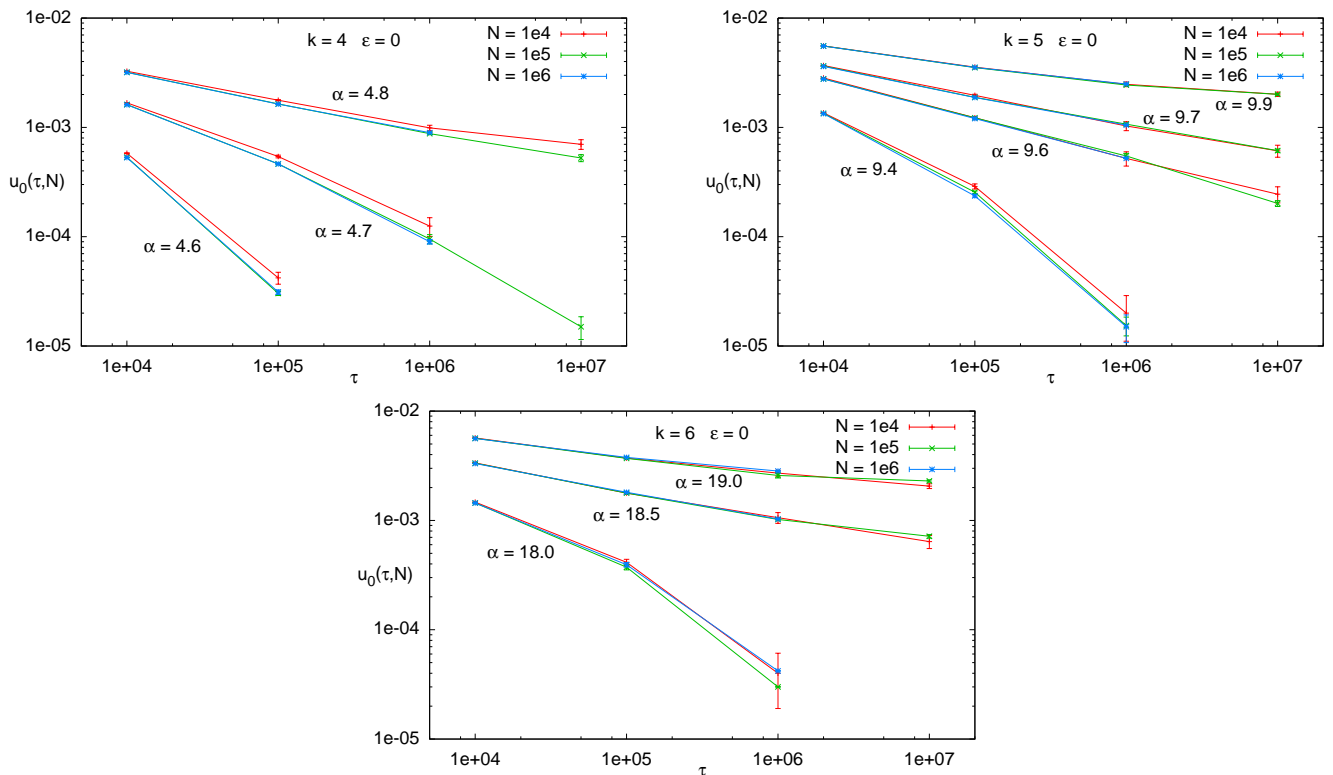 1e-02
k = 4 ε = 0
N = 1e4
N = 1e5
N = 1e6
1e-03
α = 4.8
u0(τ,N)
α = 4.7
1e-04
α = 4.6
1e-05
1e+04 1e+05 1e+06 1e+07
τ
1e-02
k = 5 ε = 0
N = 1e4
N = 1e5
N = 1e6
α = 9.9
1e-03
α = 9.7
α = 9.6
u0(τ,N)
α = 9.4
1e-04
1e-05
1e+04 1e+05 1e+06 1e+07
τ
1e-02
k = 6 ε = 0
N = 1e4
N = 1e5
N = 1e6
α = 19.0
1e-03
α = 18.5
α = 18.0
u0(τ,N)
1e-04
1e-05
1e+04 1e+05 1e+06 1e+07
τ